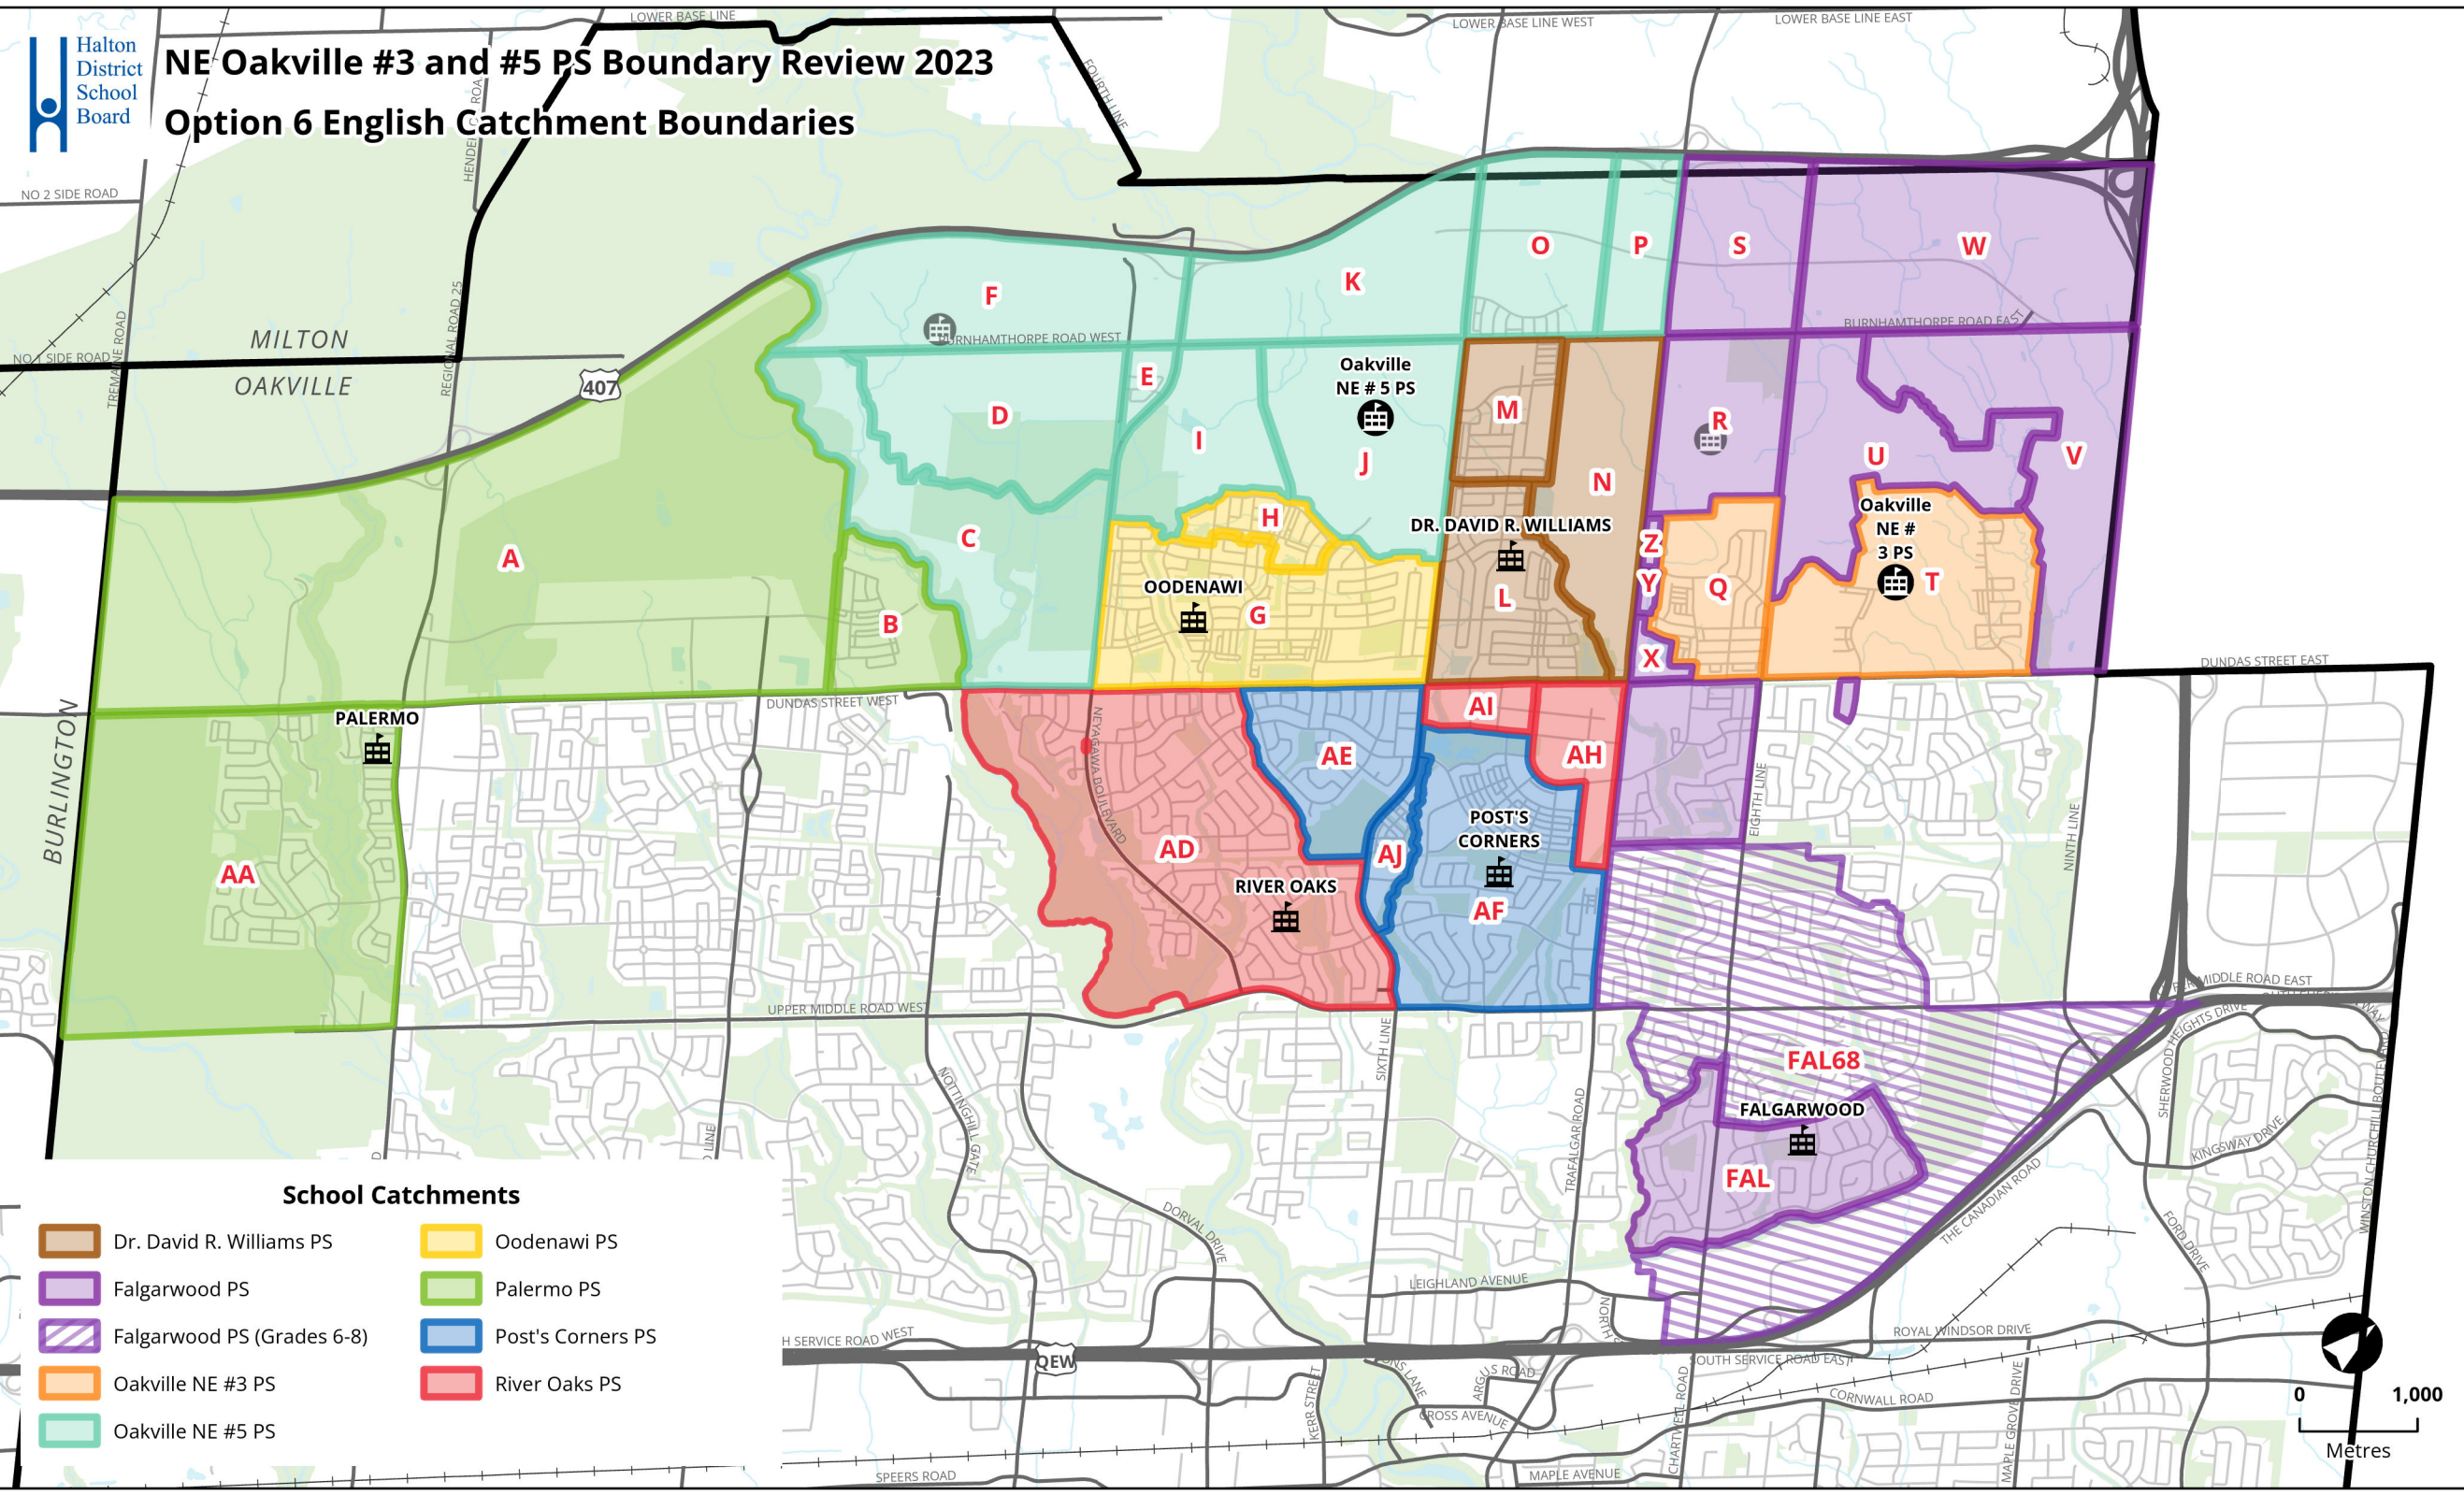 Halton
District
School
Board
NE Oakville #3 and #5 PS Boundary Review 2023
Option 6 English Catchment Boundaries
LOWER BASE LINE
LOWER BASE LINE WEST
LOWER BASE LINE EAST
FOURTH LINE
NO 2 SIDE ROAD
NO 1 SIDE ROAD
TREMAINE ROAD
REGIONAL ROAD 25
MILTON
OAKVILLE
407
BURLINGTON
BURNHAMTHORPE ROAD EAST
F
K
O
P
S
W
E
D
I
J
Oakville
NE # 5 PS
M
N
R
U
V
A
B
C
H
G
OODENAWI
DR. DAVID R. WILLIAMS
L
Z
Y
X
Q
Oakville
NE #
3 PS
T
DUNDAS STREET EAST
DUNDAS STREET WEST
PALERMO
AA
NEYAGAWA BOULEVARD
AD
AE
AI
AH
AJ
RIVER OAKS
POST'S
CORNERS
AF
EIGHTH LINE
NINTH LINE
UPPER MIDDLE ROAD WEST
SIXTH LINE
TRAFALGAR ROAD
FAL68
FALGARWOOD
FAL
SHERWOOD HEIGHTS DRIVE
KINGSWAY DRIVE
THE CANADIAN ROAD
FORD DRIVE
NOTTINGHILL GATE
DORVAL DRIVE
LEIGHLAND AVENUE
H SERVICE ROAD WEST
QEW
ROYAL WINDSOR DRIVE
SOUTH SERVICE ROAD EAST
CORNWALL ROAD
KERR STREET
CROSS AVENUE
CHARTWELL ROAD
MAPLE GROVE DRIVE
MAPLE AVENUE
SPEERS ROAD
School Catchments
Dr. David R. Williams PS
Falgarwood PS
Falgarwood PS (Grades 6-8)
Oakville NE #3 PS
Oakville NE #5 PS
Oodenawi PS
Palermo PS
Post's Corners PS
River Oaks PS
0
1,000
Metres